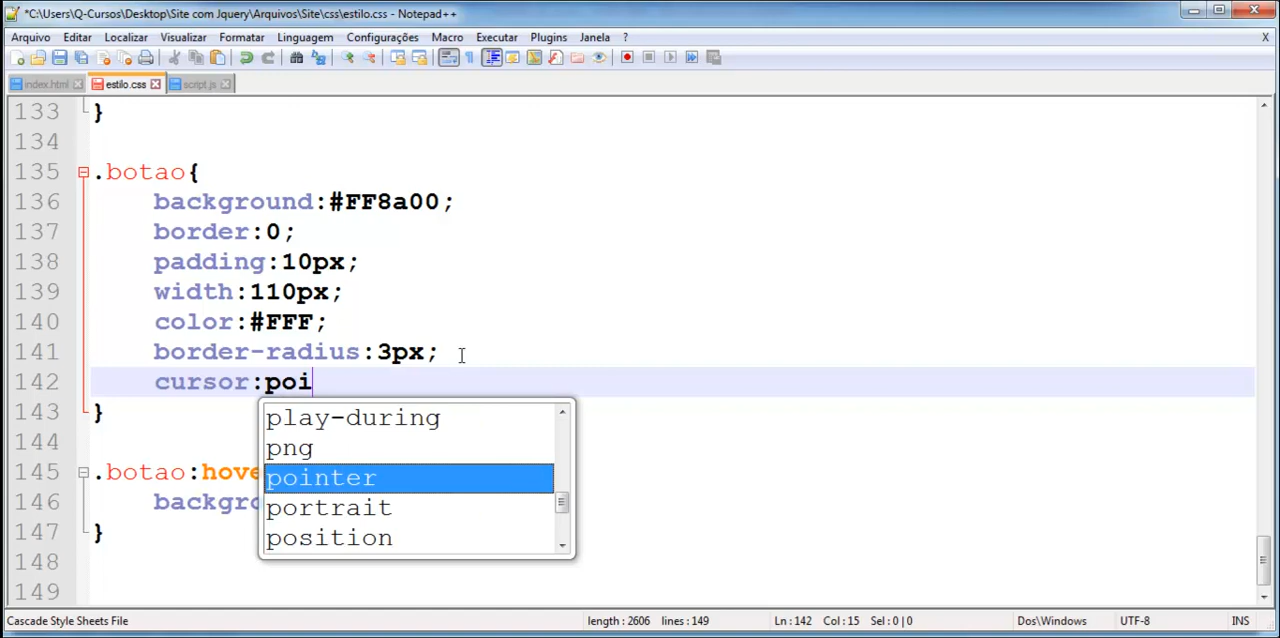 *C:\Users\Q-Cursos\Desktop\Site com Jquery\Arquivos\Site\css\estilo.css - Notepad++
Arquivo Editar Localizar Visualizar Formatar Linguagem Configurações Macro Executar Plugins Janela ? X
index.html estilo.css script.js
133 }
134
135 .botao{
136 background:#FF8a00;
137 border:0;
138 padding:10px;
139 width:110px;
140 color:#FFF;
141 border-radius:3px;
142 cursor:poi
play-during
png
pointer
portrait
position
143 }
144
145 .botao:hove
146 backgro
147 }
148
149
Cascade Style Sheets File length : 2606 lines : 149 Ln : 142 Col : 15 Sel : 0 | 0 Dos\Windows UTF-8 INS